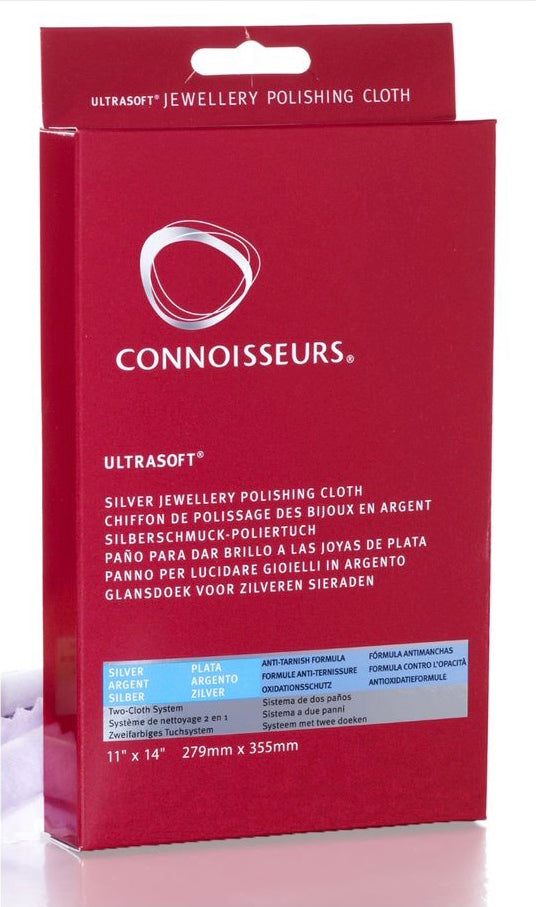 ULTRASOFT® JEWELLERY POLISHING CLOTH
CONNOISSEURS®
ULTRASOFT®
SILVER JEWELLERY POLISHING CLOTH
CHIFFON DE POLISSAGE DES BIJOUX EN ARGENT
SILBERSCHMUCK-POLIERTUCH
PAÑO PARA DAR BRILLO A LAS JOYAS DE PLATA
PANNO PER LUCIDARE GIOIELLI IN ARGENTO
GLANSDOEK VOOR ZILVEREN SIERADEN
SILVER
ARGENT
SILBER
PLATA
ARGENTO
ZILVER
ANTI-TARNISH FORMULA
FORMULE ANTI-TERNISSURE
OXIDATIONSSCHUTZ
FÓRMULA ANTIMANCHAS
FORMULA CONTRO L'OPACITÀ
ANTIOXIDATIEFORMULE
Two-Cloth System
Système de nettoyage 2 en 1
Zweifarbiges Tuchsystem
Sistema de dos paños
Sistema a due panni
Systeem met twee doeken
11" x 14" 279mm x 355mm